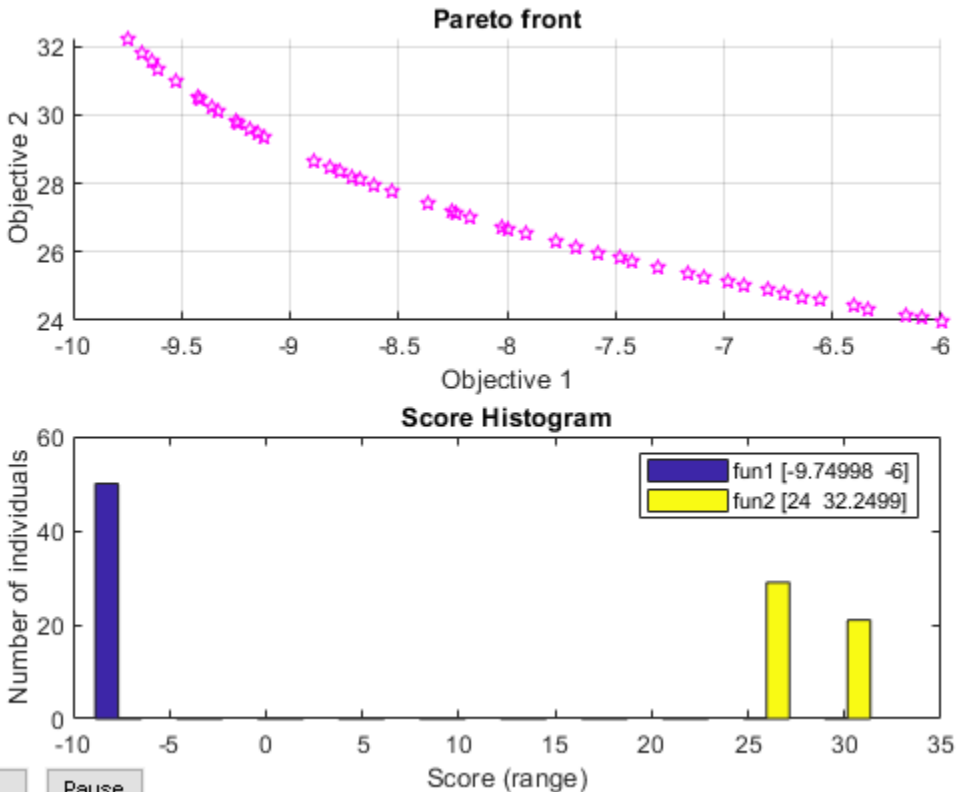 Pareto front
32
30
28
26
24
Objective 2
-10 -9.5 -9 -8.5 -8 -7.5 -7 -6.5 -6
Objective 1
Score Histogram
60
40
20
0
Number of individuals
fun1 [-9.74998 -6]
fun2 [24 32.2499]
-10 -5 0 5 10 15 20 25 30 35
Score (range)
Pause